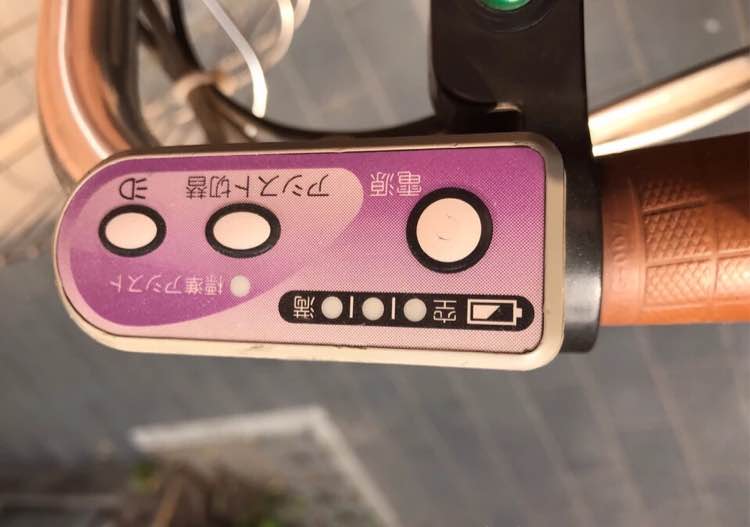 空 満
標準アシスト
電源 アシスト切替